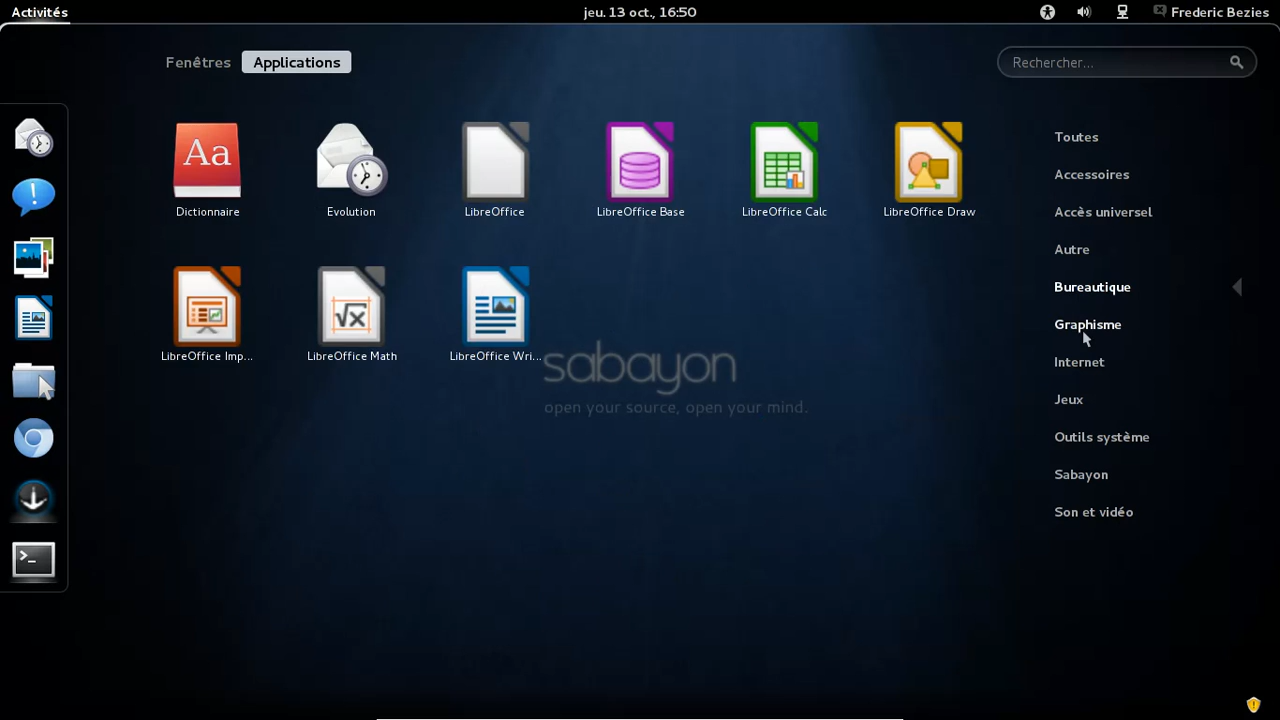 Activités
jeu. 13 oct., 16:50
Frederic Bezies
Fenêtres
Applications
Rechercher...
Aa
Dictionnaire
Evolution
LibreOffice
LibreOffice Base
LibreOffice Calc
LibreOffice Draw
√x
LibreOffice Imp...
LibreOffice Math
LibreOffice Wri...
sabayon
open your source, open your mind.
>_
Toutes
Accessoires
Accès universel
Autre
Bureautique
Graphisme
Internet
Jeux
Outils système
Sabayon
Son et vidéo